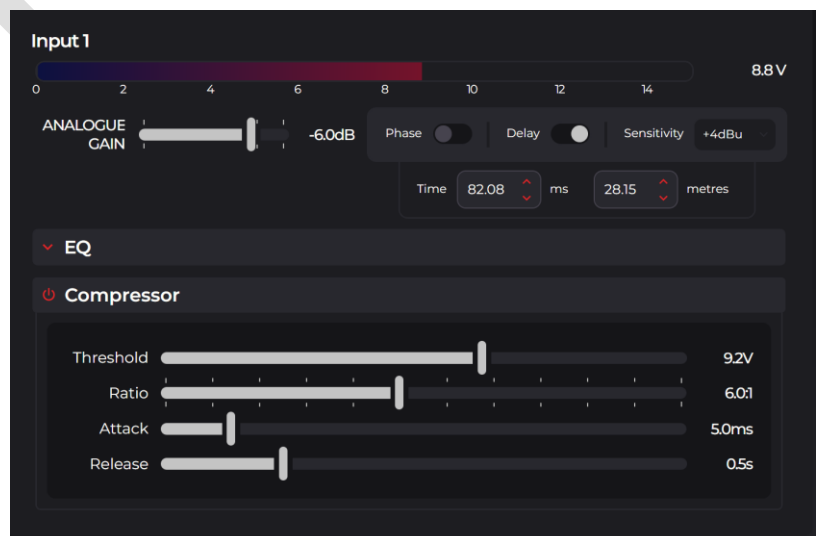 Input 1
8.8 V
0 2 4 6 8 10 12 14
ANALOGUE GAIN -6.0dB Phase Delay Sensitivity +4dBu
Time 82.08 ms 28.15 metres
EQ
Compressor
Threshold 9.2V
Ratio 6.0:1
Attack 5.0ms
Release 0.5s